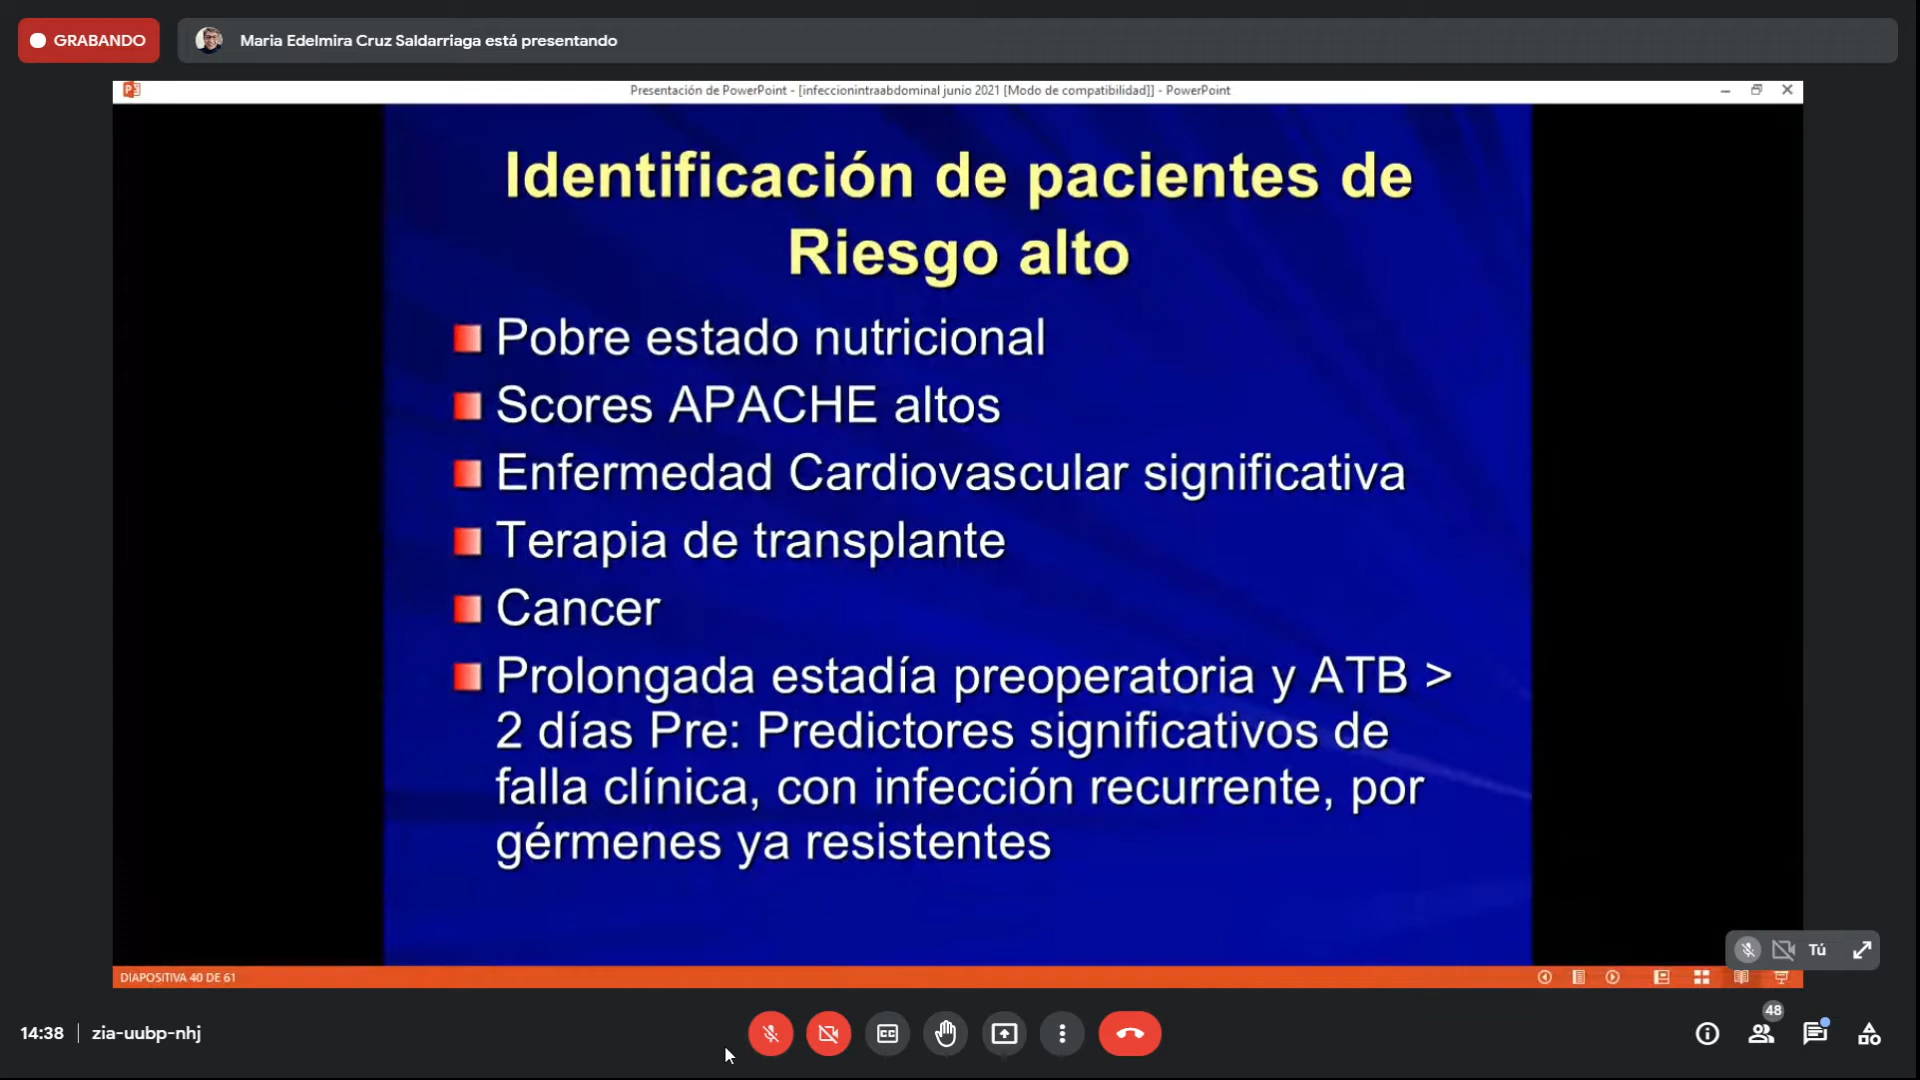 GRABANDO
Maria Edelmira Cruz Saldarriaga está presentando
Presentación de PowerPoint - [infeccionintraabdominal junio 2021 [Modo de compatibilidad]] - PowerPoint
Identificación de pacientes de
Riesgo alto
Pobre estado nutricional
Scores APACHE altos
Enfermedad Cardiovascular significativa
Terapia de transplante
Cancer
Prolongada estadía preoperatoria y ATB >
2 días Pre: Predictores significativos de
falla clínica, con infección recurrente, por
gérmenes ya resistentes
Tú
DIAPOSITIVA 40 DE 61
14:38 | zia-uubp-nhj
CC
48